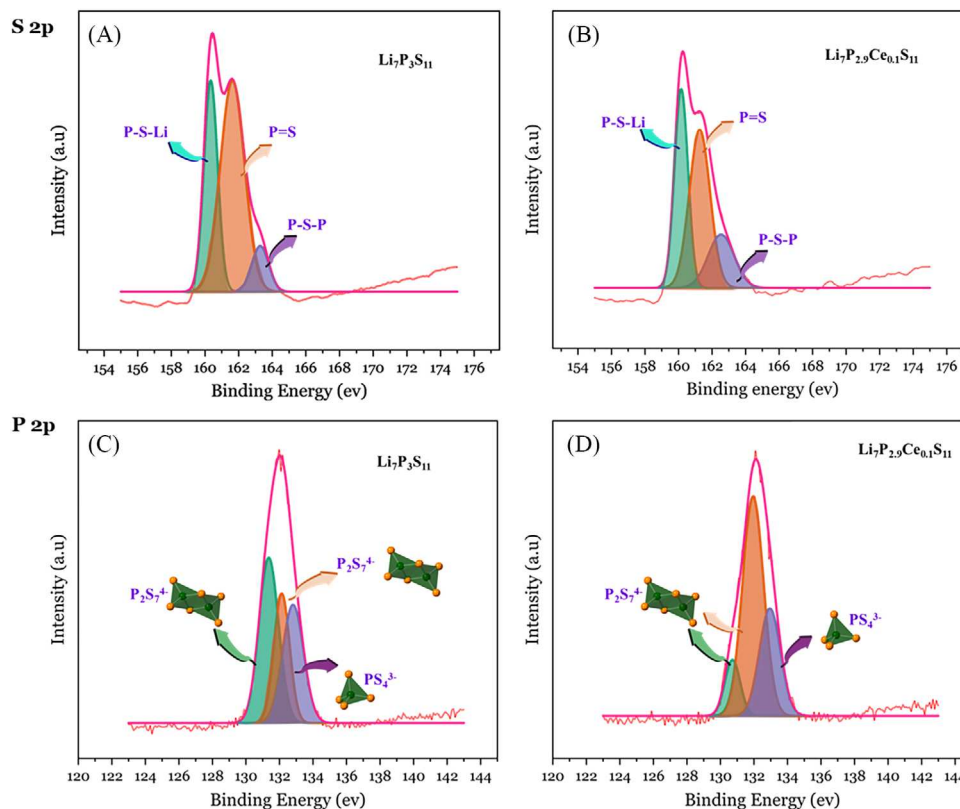 S 2p
(A)
Li₇P₃S₁₁
P-S-Li
P=S
P-S-P
Intensity (a.u)
154 156 158 160 162 164 166 168 170 172 174 176
Binding Energy (ev)
(B)
Li₇P₂.₉Ce₀.₁S₁₁
P-S-Li
P=S
P-S-P
Intensity (a.u)
154 156 158 160 162 164 166 168 170 172 174 176
Binding energy (ev)
P 2p
(C)
Li₇P₃S₁₁
P₂S₇⁴⁻
P₂S₇⁴⁻
PS₄³⁻
Intensity (a.u)
120 122 124 126 128 130 132 134 136 138 140 142 144
Binding Energy (ev)
(D)
Li₇P₂.₉Ce₀.₁S₁₁
P₂S₇⁴⁻
PS₄³⁻
Intensity (a.u)
120 122 124 126 128 130 132 134 136 138 140 142 144
Binding Energy (ev)